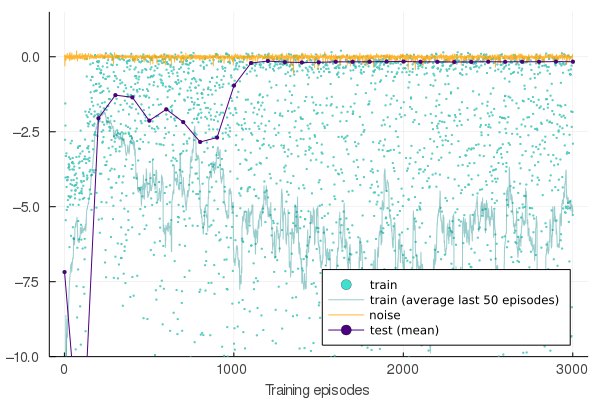 0.0
−2.5
−5.0
−7.5
−10.0
0
1000
2000
3000
Training episodes
train
train (average last 50 episodes)
noise
test (mean)